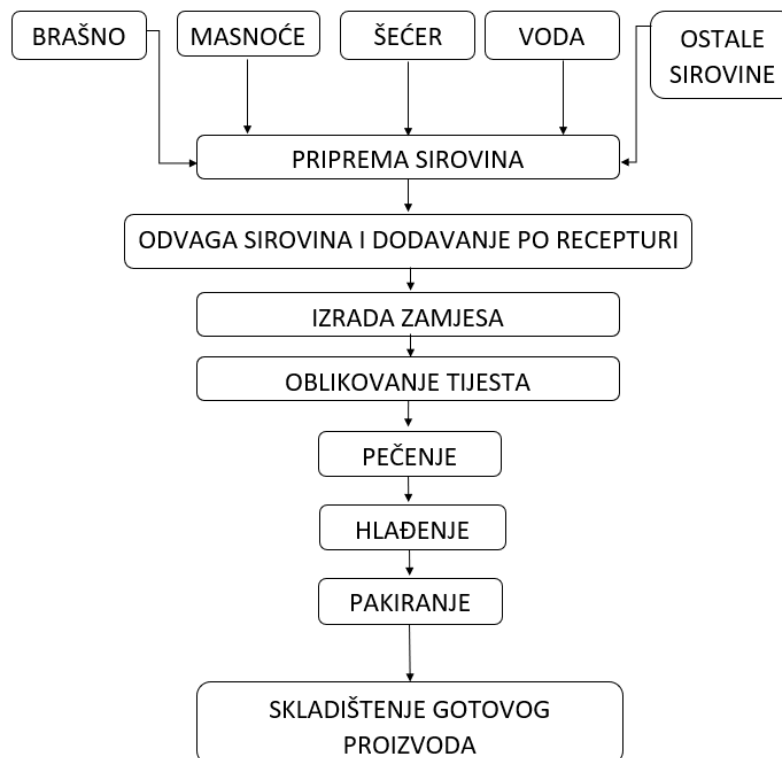 BRAŠNO
MASNOĆE
ŠEĆER
VODA
OSTALE
SIROVINE
PRIPREMA SIROVINA
ODVAGA SIROVINA I DODAVANJE PO RECEPTURI
IZRADA ZAMJESA
OBLIKOVANJE TIJESTA
PEČENJE
HLAĐENJE
PAKIRANJE
SKLADIŠTENJE GOTOVOG
PROIZVODA